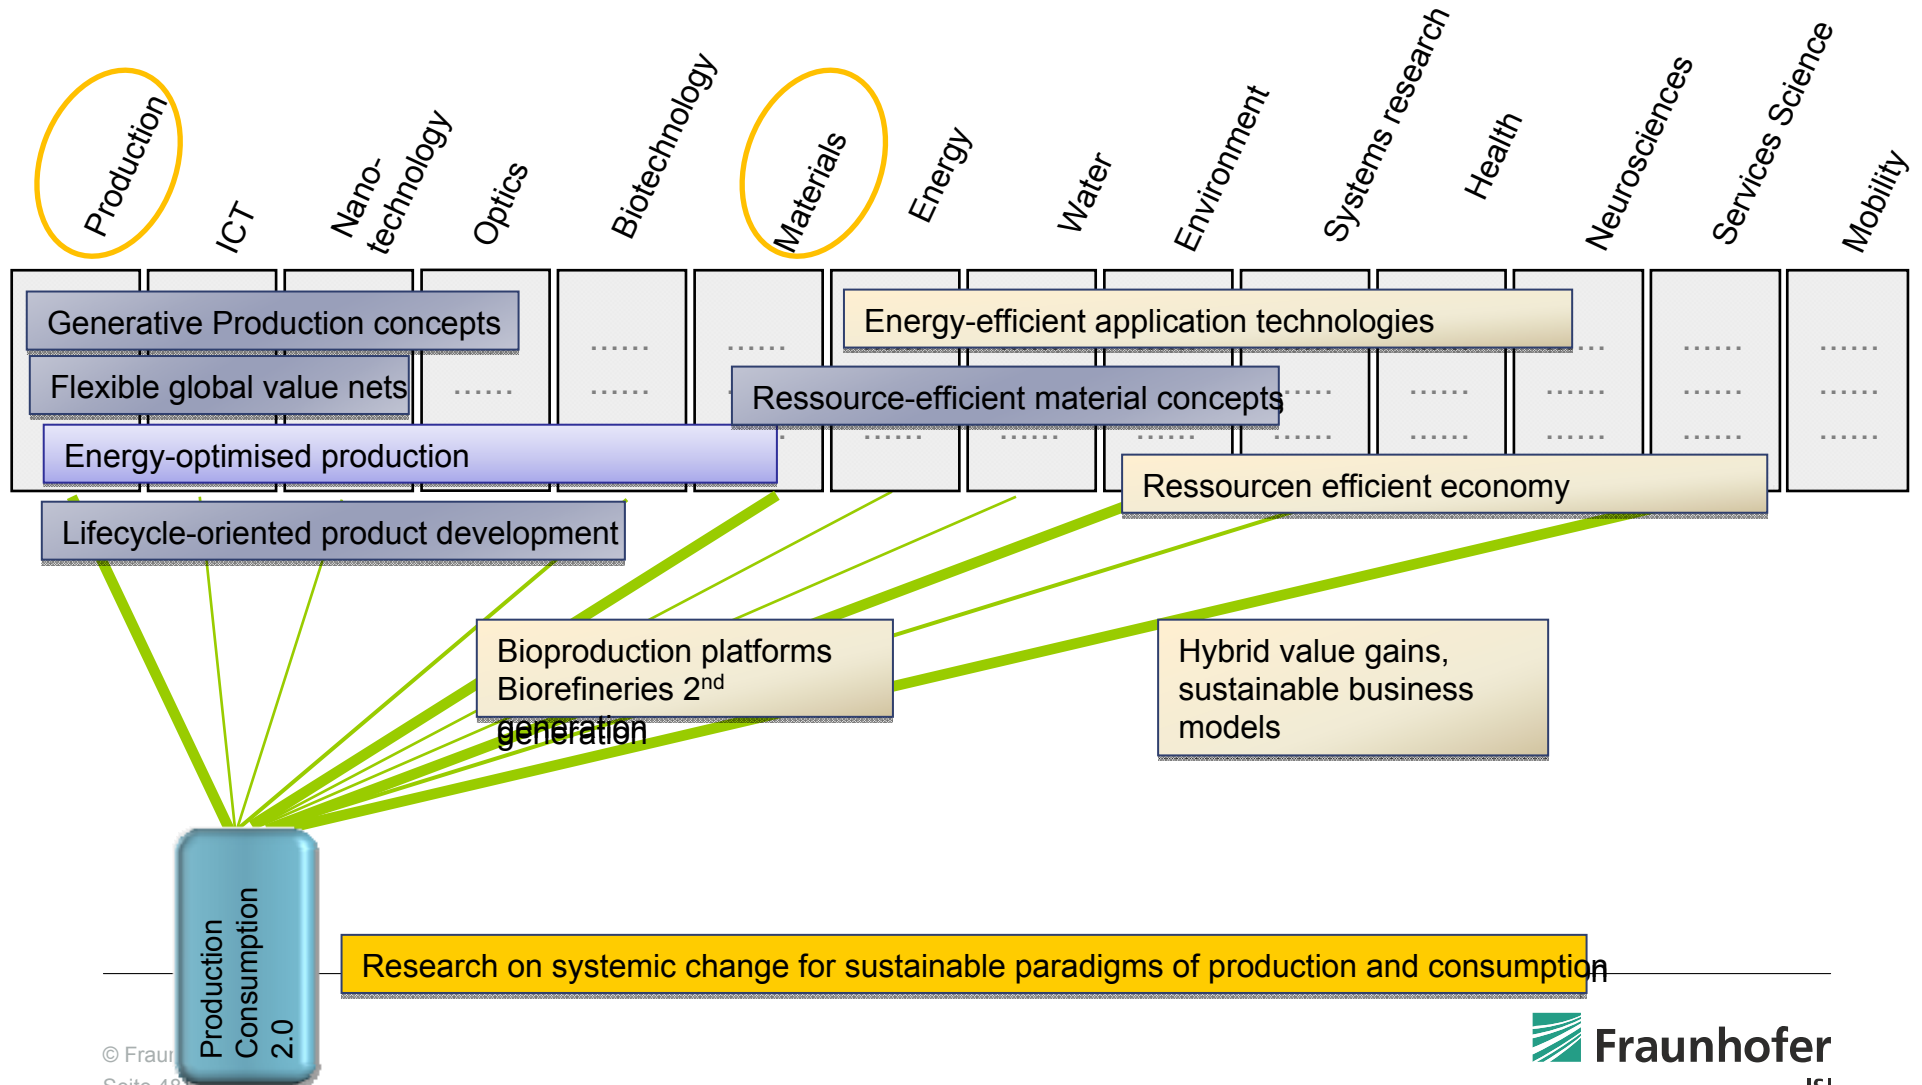 Production
ICT
Nano-
technology
Optics
Biotechnology
Materials
Energy
Water
Environment
Systems research
Health
Neurosciences
Services Science
Mobility
Generative Production concepts
Energy-efficient application technologies
Flexible global value nets
Ressource-efficient material concepts
Energy-optimised production
Ressourcen efficient economy
Lifecycle-oriented product development
Bioproduction platforms
Biorefineries 2nd
generation
Hybrid value gains,
sustainable business
models
Production
Consumption
2.0
Research on systemic change for sustainable paradigms of production and consumption
©
Fraunhofer